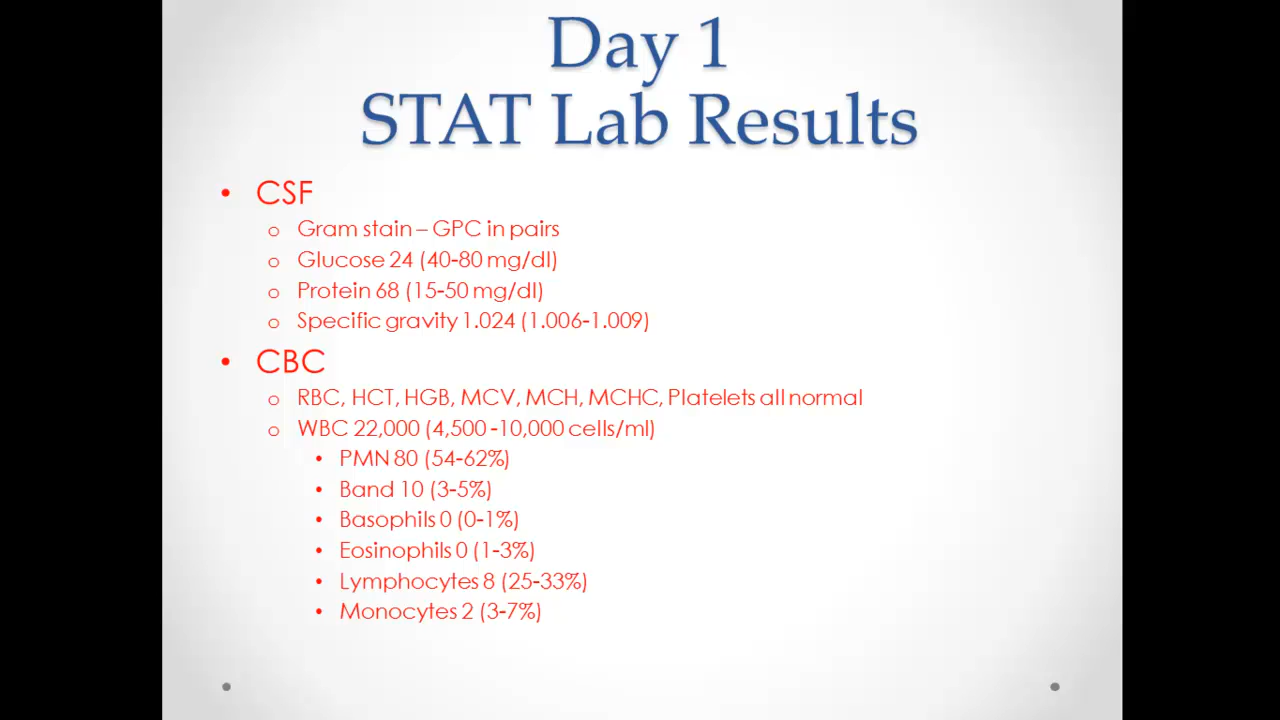 Day 1
STAT Lab Results
• CSF
o Gram stain – GPC in pairs
o Glucose 24 (40-80 mg/dl)
o Protein 68 (15-50 mg/dl)
o Specific gravity 1.024 (1.006-1.009)
• CBC
o RBC, HCT, HGB, MCV, MCH, MCHC, Platelets all normal
o WBC 22,000 (4,500 -10,000 cells/ml)
• PMN 80 (54-62%)
• Band 10 (3-5%)
• Basophils 0 (0-1%)
• Eosinophils 0 (1-3%)
• Lymphocytes 8 (25-33%)
• Monocytes 2 (3-7%)